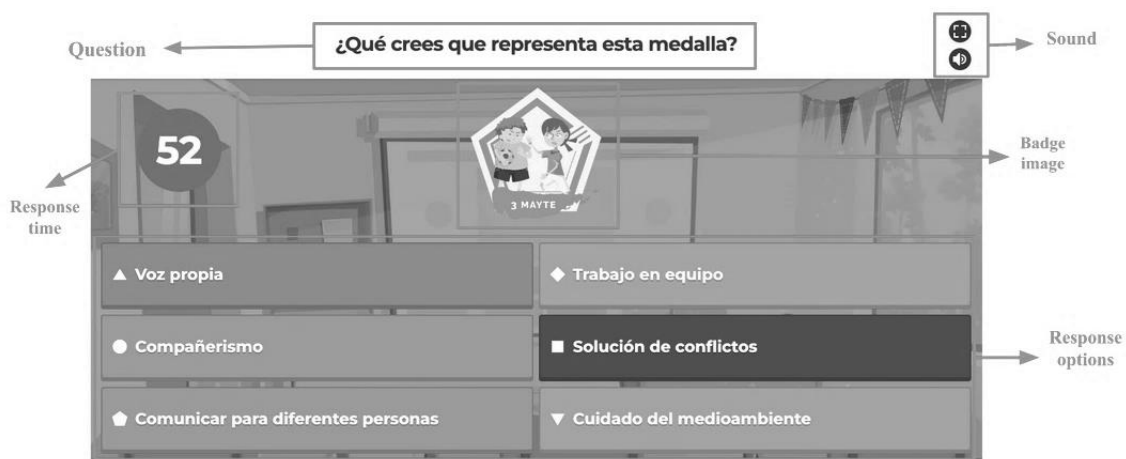 ¿Qué crees que representa esta medalla?
Question
Sound
52
Badge
image
3 MAYTE
Response
time
Voz propia
Trabajo en equipo
Compañerismo
Solución de conflictos
Response
options
Comunicar para diferentes personas
Cuidado del medioambiente